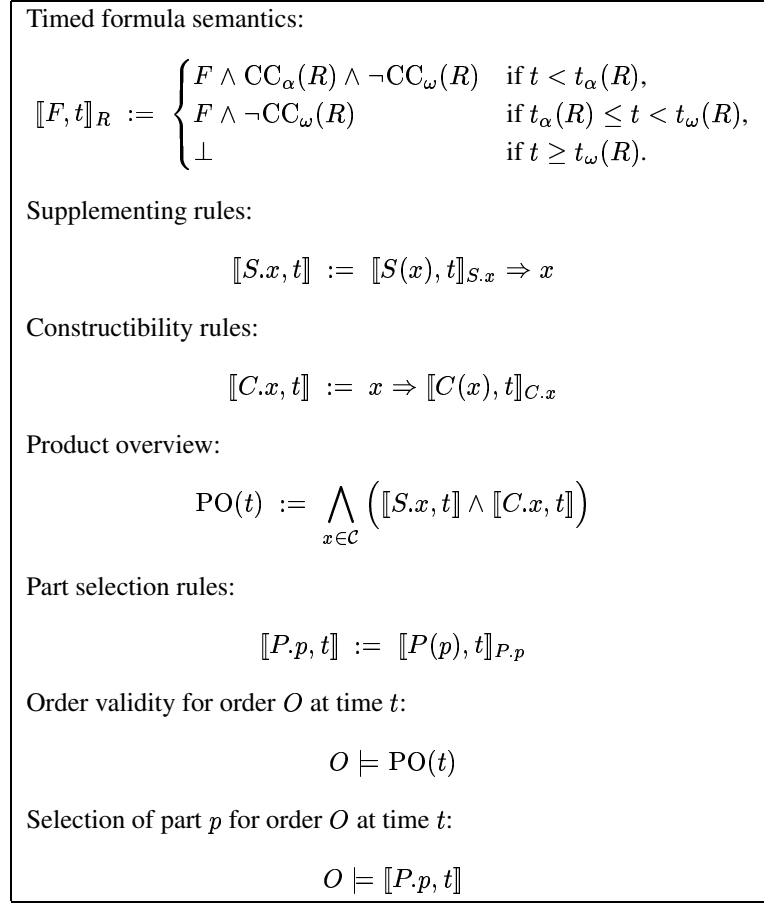 Timed formula semantics:
⟦F, t⟧_R := { F ∧ CC_α(R) ∧ ¬CC_ω(R) if t < t_α(R),
F ∧ ¬CC_ω(R) if t_α(R) ≤ t < t_ω(R),
⊥ if t ≥ t_ω(R).
Supplementing rules:
⟦S.x, t⟧ := ⟦S(x), t⟧_{S.x} ⇒ x
Constructibility rules:
⟦C.x, t⟧ := x ⇒ ⟦C(x), t⟧_{C.x}
Product overview:
PO(t) := ⋀_{x∈𝒞} (⟦S.x, t⟧ ∧ ⟦C.x, t⟧)
Part selection rules:
⟦P.p, t⟧ := ⟦P(p), t⟧_{P.p}
Order validity for order O at time t:
O ⊨ PO(t)
Selection of part p for order O at time t:
O ⊨ ⟦P.p, t⟧